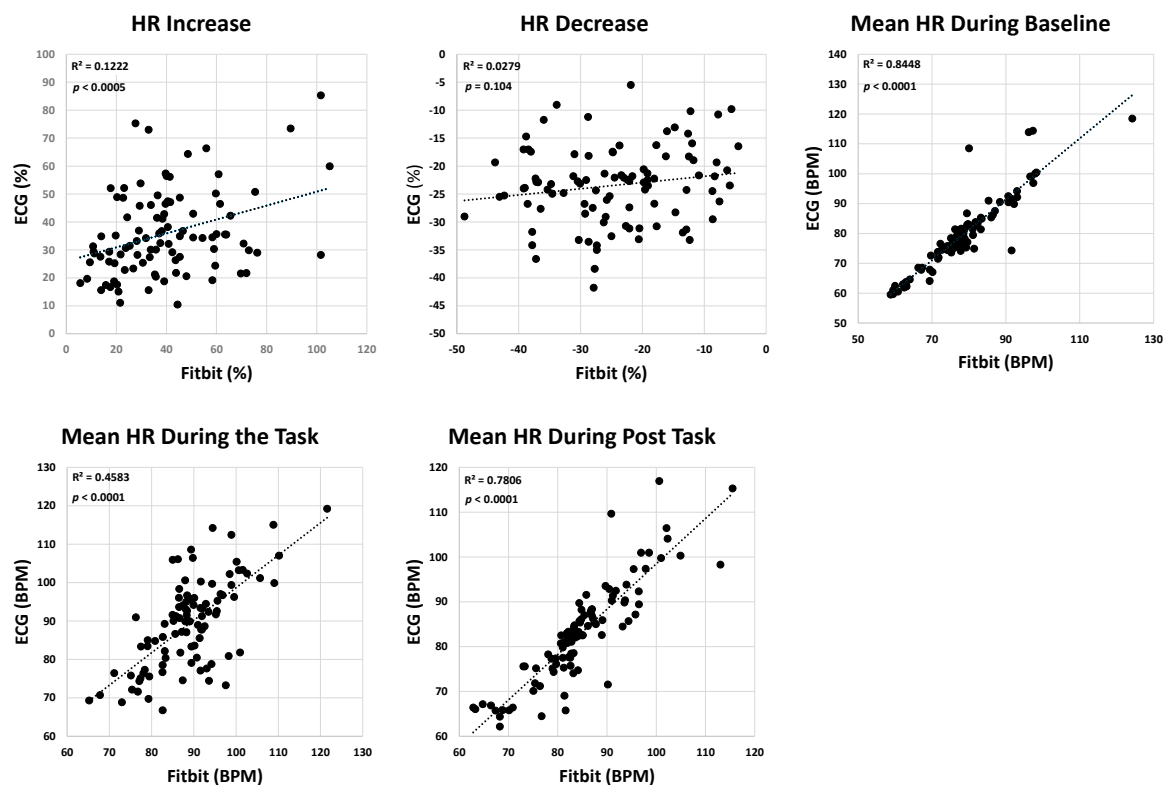 HR Increase
R² = 0.1222
p < 0.0005
100
90
80
70
60
50
40
30
20
10
0
0 20 40 60 80 100 120
ECG (%)
Fitbit (%)
HR Decrease
R² = 0.0279
p = 0.104
0
-5
-10
-15
-20
-25
-30
-35
-40
-45
-50
-50 -40 -30 -20 -10 0
ECG (%)
Fitbit (%)
Mean HR During Baseline
R² = 0.8448
p < 0.0001
140
130
120
110
100
90
80
70
60
50
50 70 90 110 130
ECG (BPM)
Fitbit (BPM)
Mean HR During the Task
R² = 0.4583
p < 0.0001
130
120
110
100
90
80
70
60
60 70 80 90 100 110 120 130
ECG (BPM)
Fitbit (BPM)
Mean HR During Post Task
R² = 0.7806
p < 0.0001
120
110
100
90
80
70
60
60 70 80 90 100 110 120
ECG (BPM)
Fitbit (BPM)